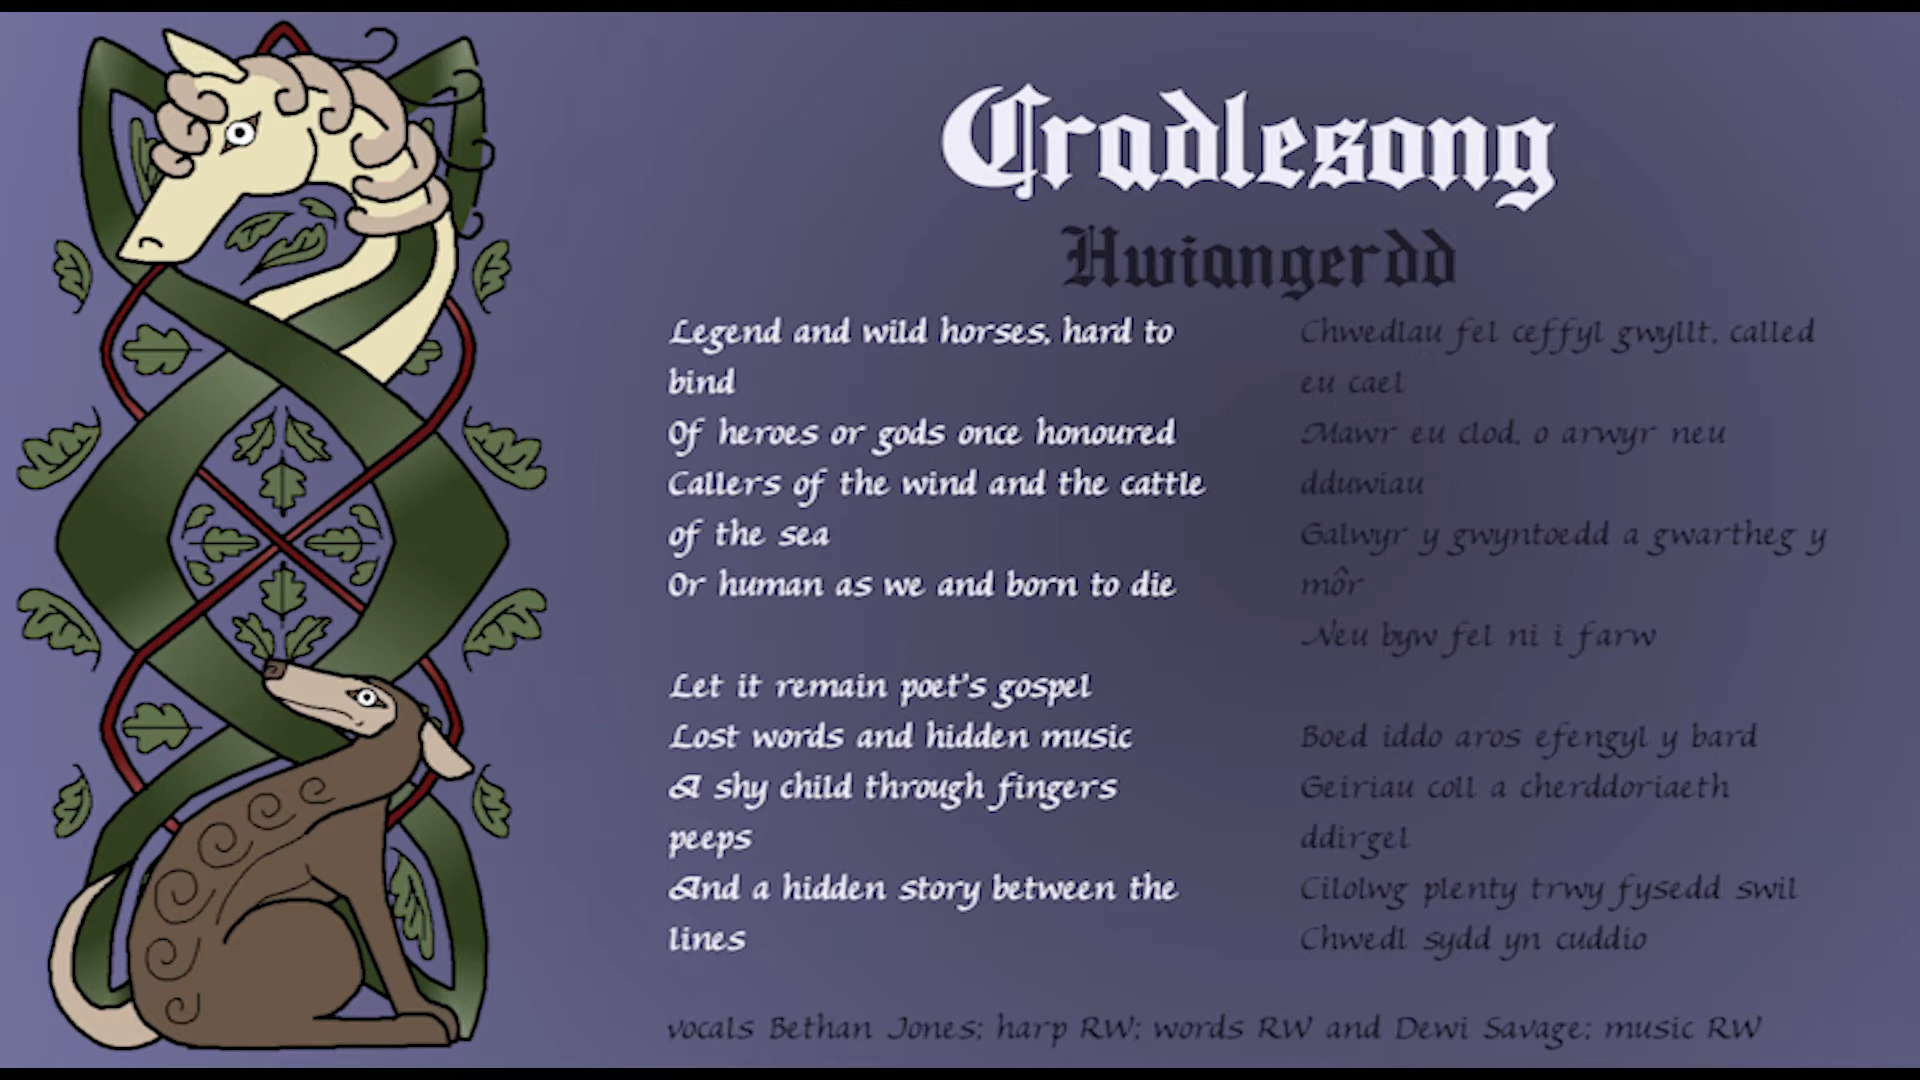 Cradlesong
Hwiangerdd
Legend and wild horses, hard to
bind
Of heroes or gods once honoured
Callers of the wind and the cattle
of the sea
Or human as we and born to die
Let it remain poet's gospel
Lost words and hidden music
A shy child through fingers
peeps
And a hidden story between the
lines
Chwedlau fel ceffyl gwyllt, called
eu cael
Mawr eu clod, o arwyr neu
dduwiau
Galwyr y gwyntoedd a gwartheg y
môr
Neu byw fel ni i farw
Boed iddo aros efengyl y bard
Geiriau coll a cherddoriaeth
ddirgel
Cilolwg plenty trwy fysedd swil
Chwedl sydd yn cuddio
vocals Bethan Jones; harp RW; words RW and Dewi Savage; music RW